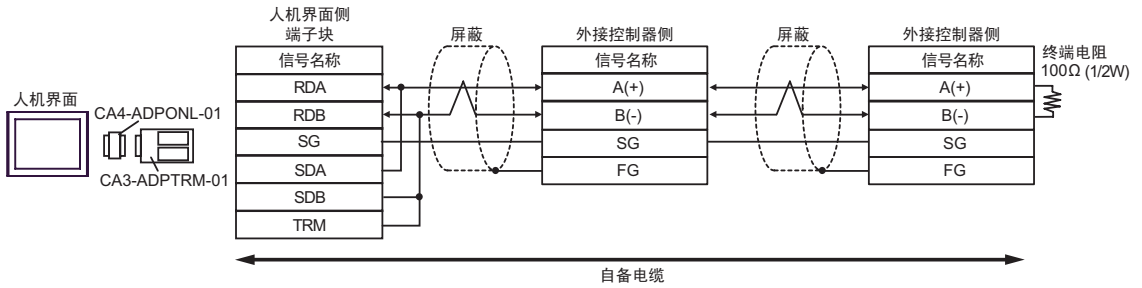 人机界面
CA4-ADPONL-01
CA3-ADPTRM-01
人机界面侧
端子块
信号名称
RDA
RDB
SG
SDA
SDB
TRM
屏蔽
外接控制器侧
信号名称
A(+)
B(-)
SG
FG
屏蔽
外接控制器侧
信号名称
A(+)
B(-)
SG
FG
终端电阻
100Ω (1/2W)
自备电缆